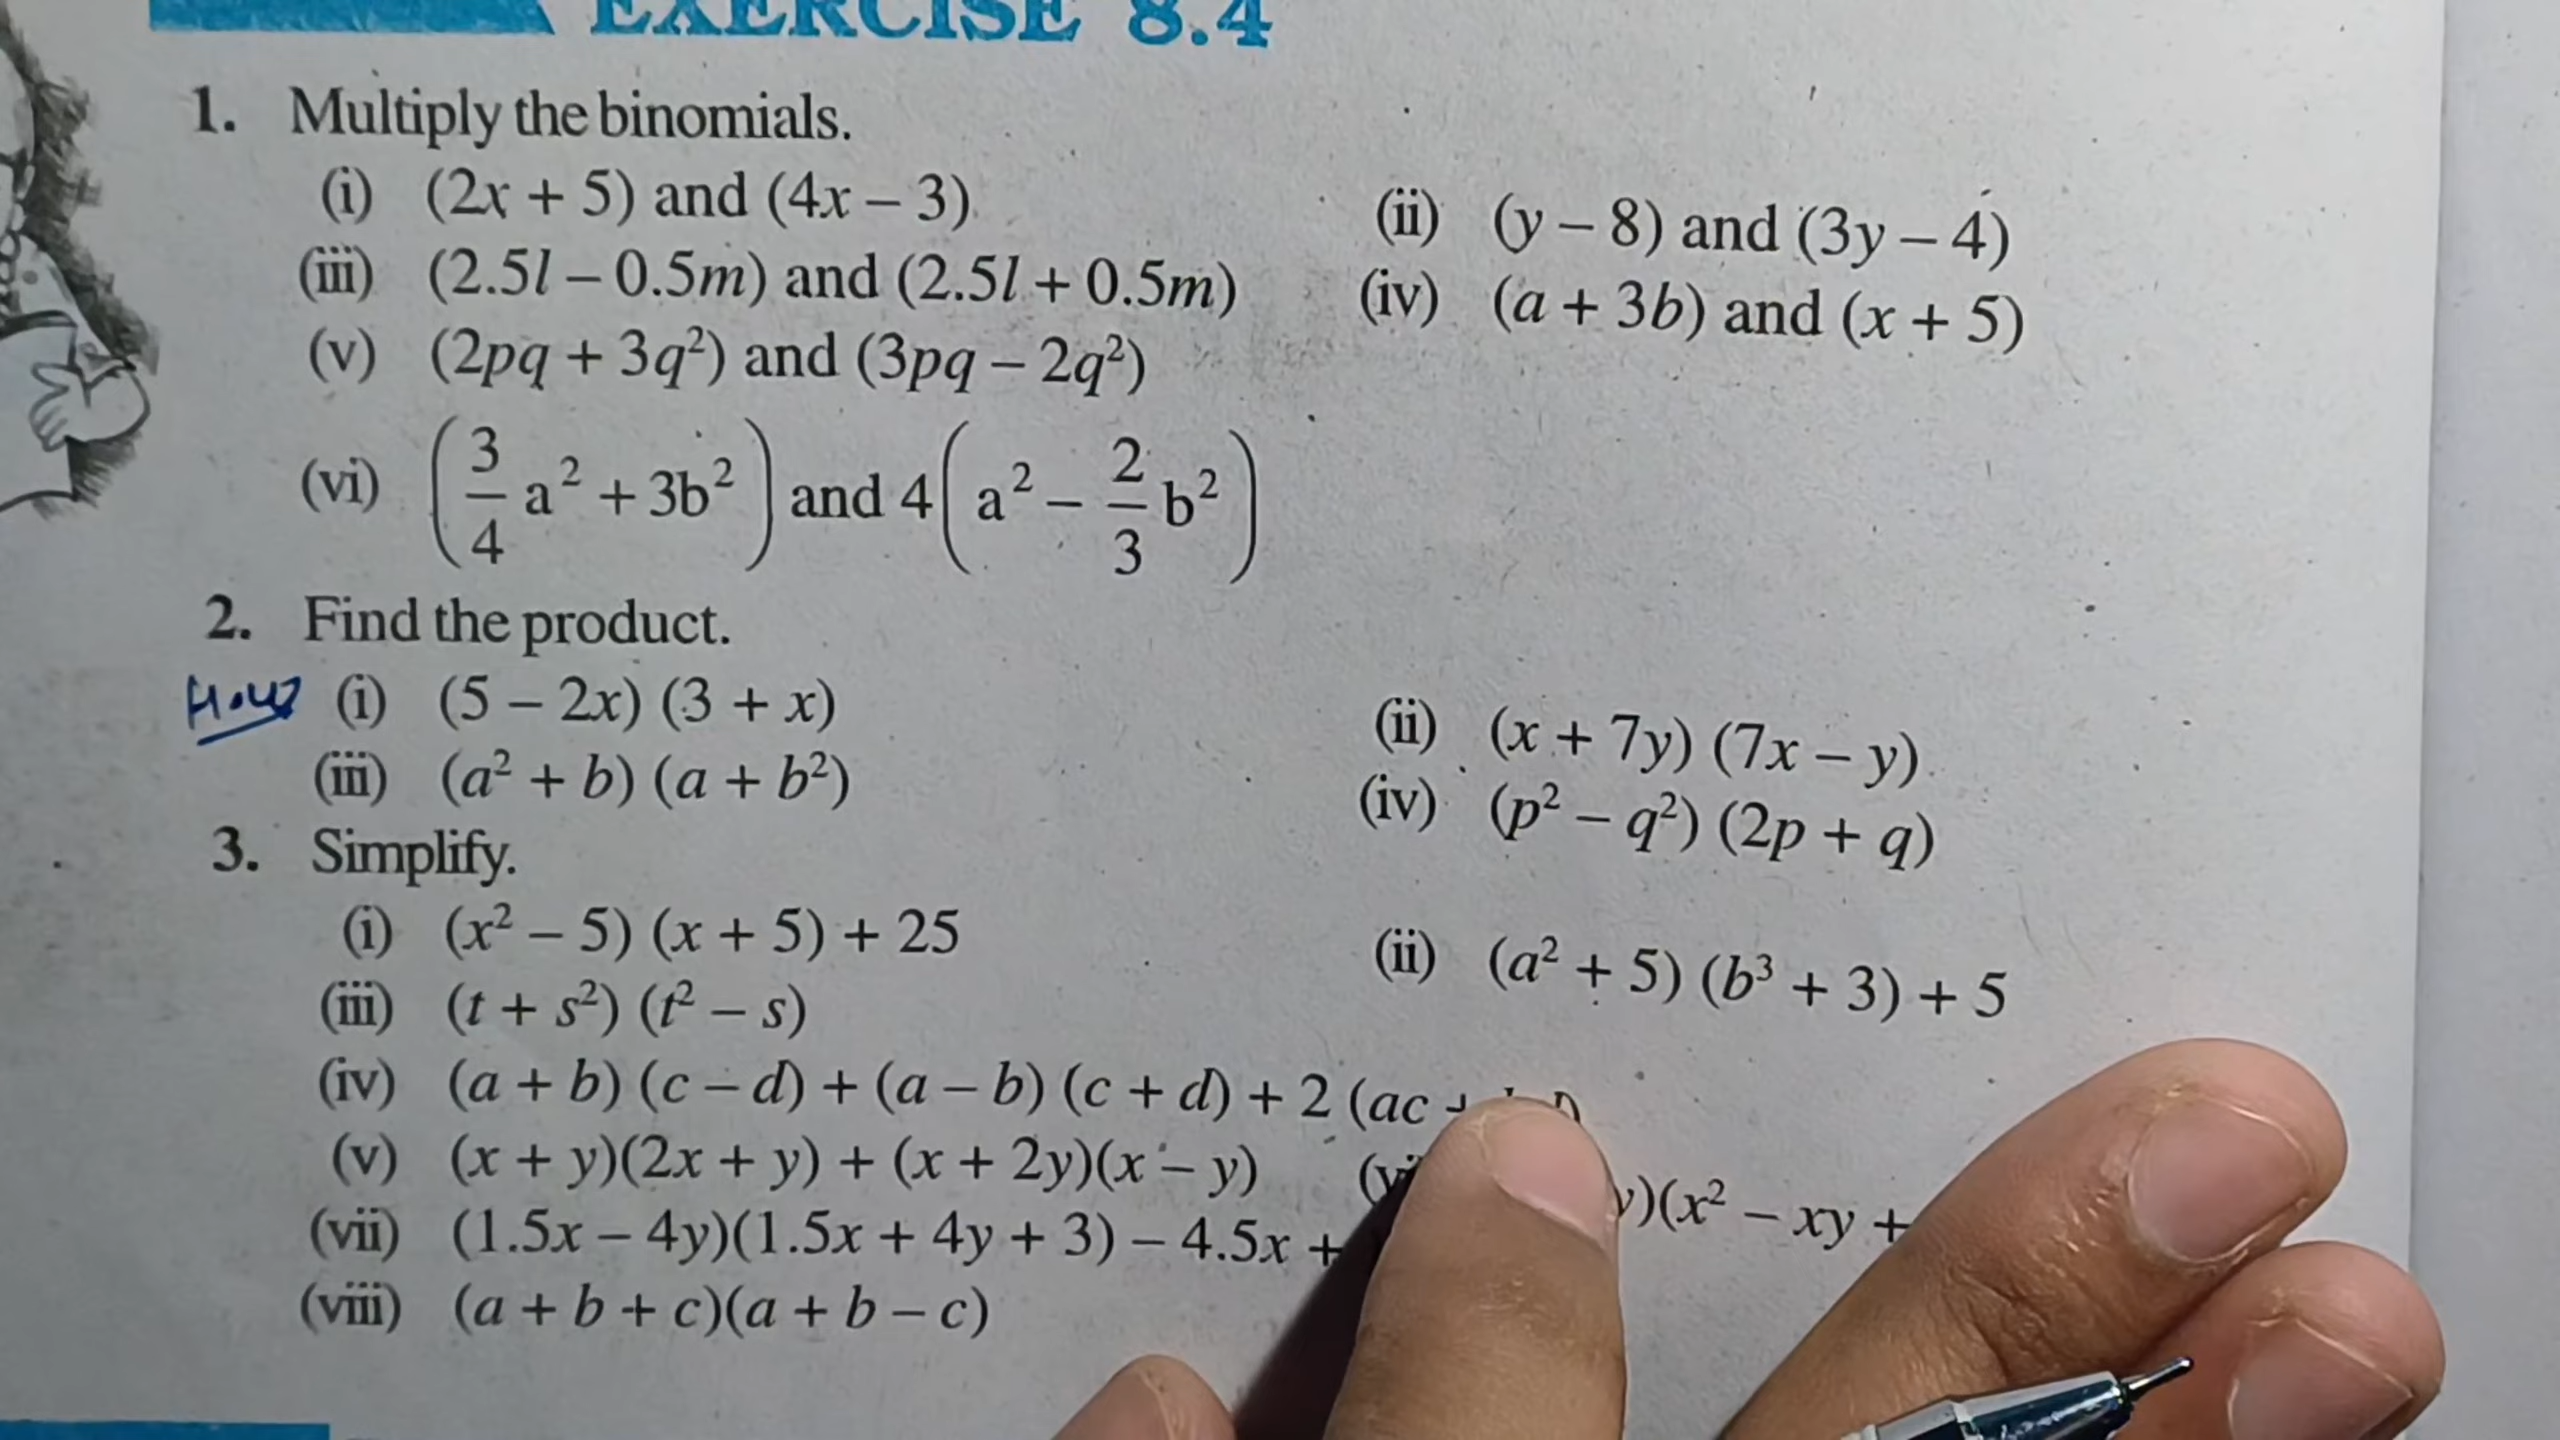 EXERCISE 8.4
1. Multiply the binomials.
(i) (2x + 5) and (4x – 3) (ii) (y – 8) and (3y – 4)
(iii) (2.5l – 0.5m) and (2.5l + 0.5m) (iv) (a + 3b) and (x + 5)
(v) (2pq + 3q²) and (3pq – 2q²)
(vi) (3/4 a² + 3b²) and 4(a² – 2/3 b²)
2. Find the product.
(i) (5 – 2x) (3 + x) (ii) (x + 7y) (7x – y)
(iii) (a² + b) (a + b²) (iv) (p² – q²) (2p + q)
3. Simplify.
(i) (x² – 5) (x + 5) + 25 (ii) (a² + 5) (b³ + 3) + 5
(iii) (t + s²) (t² – s)
(iv) (a + b) (c – d) + (a – b) (c + d) + 2 (ac +
(v) (x + y)(2x + y) + (x + 2y)(x – y) y)(x² – xy +
(vii) (1.5x – 4y)(1.5x + 4y + 3) – 4.5x +
(viii) (a + b + c)(a + b – c)